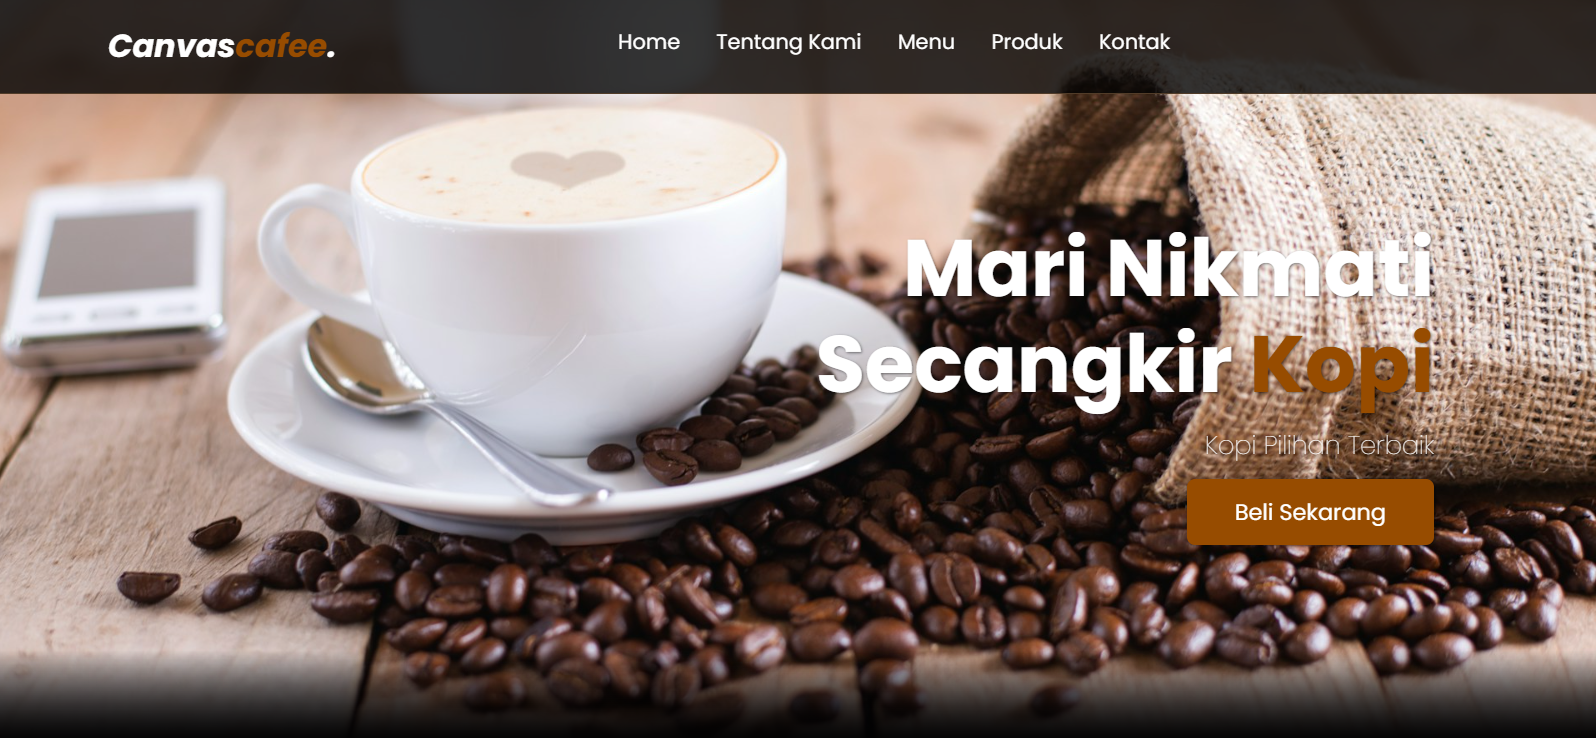 Canvascafee.
Home Tentang Kami Menu Produk Kontak
Mari Nikmati
Secangkir Kopi
Kopi Pilihan Terbaik
Beli Sekarang